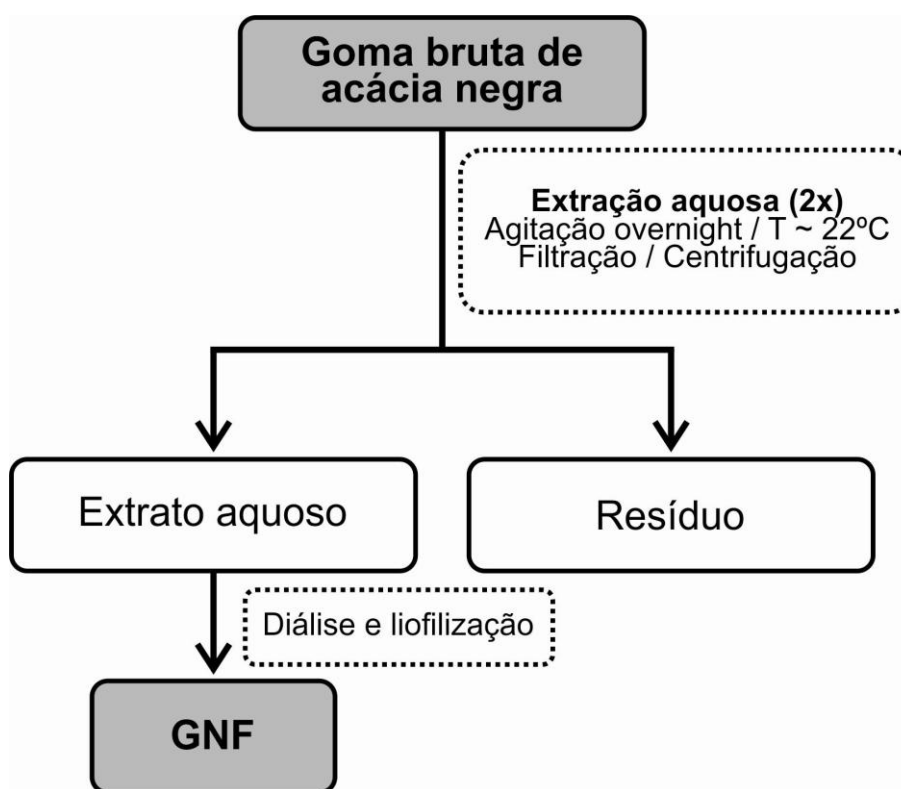 Goma bruta de
acácia negra
Extração aquosa (2x)
Agitação overnight / T ~ 22ºC
Filtração / Centrifugação
Extrato aquoso
Resíduo
Diálise e liofilização
GNF